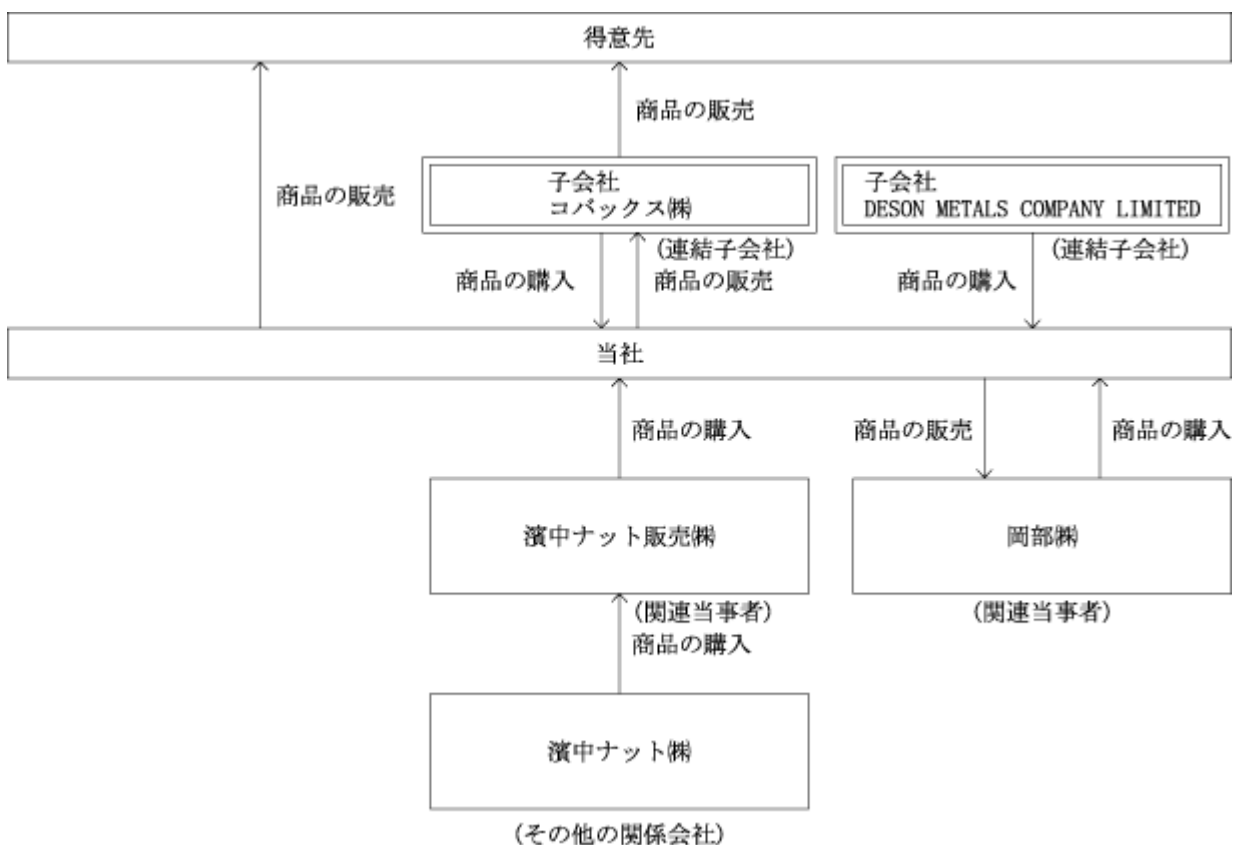 得意先
商品の販売
商品の販売
子会社
コバックス㈱
子会社
DESON METALS COMPANY LIMITED
(連結子会社)
(連結子会社)
商品の購入
商品の販売
商品の購入
当社
商品の購入
商品の販売
商品の購入
濱中ナット販売㈱
岡部㈱
(関連当事者)
(関連当事者)
商品の購入
濱中ナット㈱
(その他の関係会社)